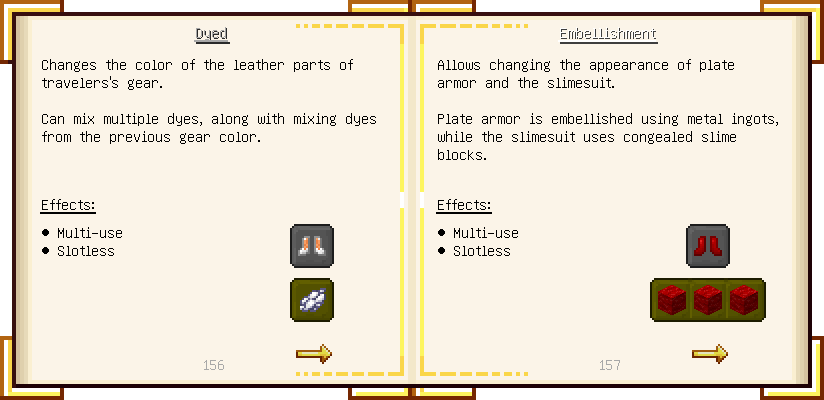 Dyed
Changes the color of the leather parts of
travelers's gear.
Can mix multiple dyes, along with mixing dyes
from the previous gear color.
Effects:
● Multi-use
● Slotless
156
Embellishment
Allows changing the appearance of plate
armor and the slimesuit.
Plate armor is embellished using metal ingots,
while the slimesuit uses congealed slime
blocks.
Effects:
● Multi-use
● Slotless
157